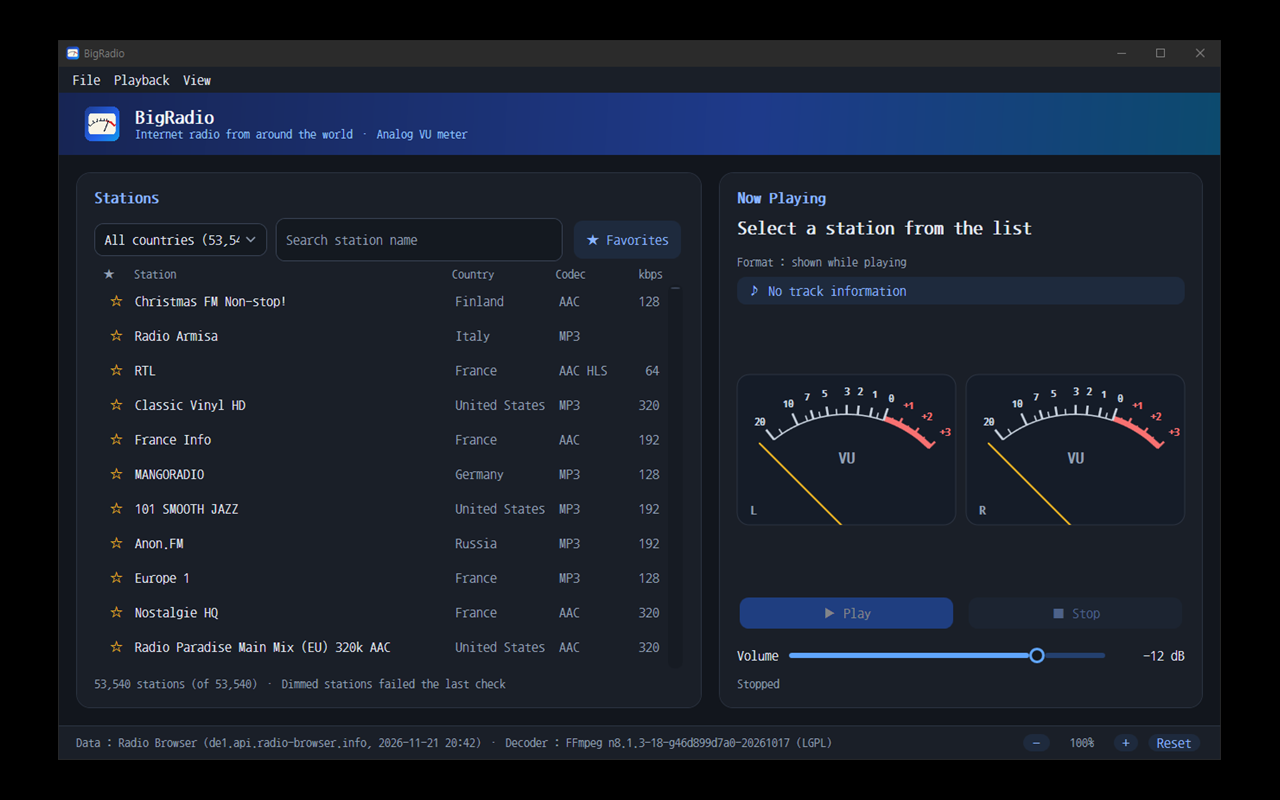 BigRadio
File Playback View
BigRadio
Internet radio from around the world · Analog VU meter
Stations
All countries (53,54
Search station name
★ Favorites
★ Station Country Codec kbps
☆ Christmas FM Non-stop! Finland AAC 128
☆ Radio Armisa Italy MP3
☆ RTL France AAC HLS 64
☆ Classic Vinyl HD United States MP3 320
☆ France Info France AAC 192
☆ MANGORADIO Germany MP3 128
☆ 101 SMOOTH JAZZ United States MP3 192
☆ Anon.FM Russia MP3 192
☆ Europe 1 France MP3 128
☆ Nostalgie HQ France AAC 320
☆ Radio Paradise Main Mix (EU) 320k AAC United States AAC 320
53,540 stations (of 53,540) · Dimmed stations failed the last check
Now Playing
Select a station from the list
Format : shown while playing
♪ No track information
20 10 7 5 3 2 1 0 +1 +2 +3
VU
L
20 10 7 5 3 2 1 0 +1 +2 +3
VU
R
▶ Play
■ Stop
Volume −12 dB
Stopped
Data : Radio Browser (de1.api.radio-browser.info, 2026-11-21 20:42) · Decoder : FFmpeg n8.1.3-18-g46d899d7a0-20261017 (LGPL)
− 100% + Reset